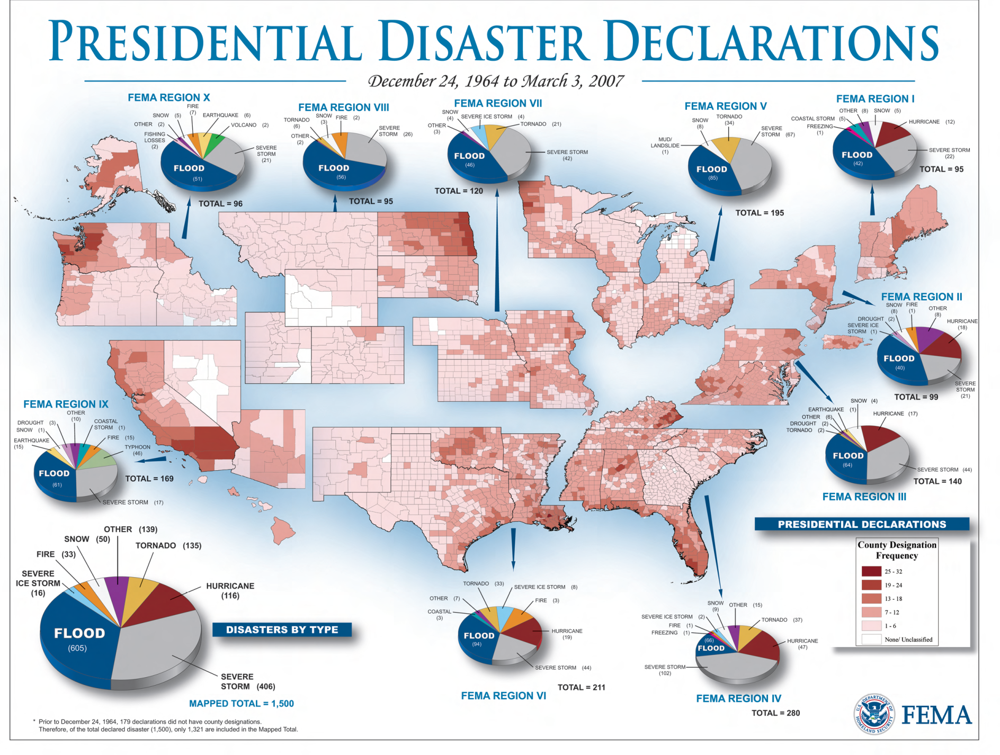 PRESIDENTIAL DISASTER DECLARATIONS
December 24, 1964 to March 3, 2007
FEMA REGION X
FIRE
(7)
SNOW (5)
EARTHQUAKE (6)
OTHER (2)
VOLCANO (2)
FISHING
LOSSES
(2)
SEVERE
STORM
(21)
FLOOD
(51)
TOTAL = 96
FEMA REGION VIII
TORNADO
(6)
SNOW
(3)
FIRE (2)
OTHER
(2)
SEVERE
STORM (26)
FLOOD
(56)
TOTAL = 95
FEMA REGION VII
SNOW
(4)
SEVERE ICE STORM (4)
OTHER
(3)
TORNADO (21)
SEVERE STORM
(42)
FLOOD
(46)
TOTAL = 120
FEMA REGION V
SNOW
(8)
TORNADO
(34)
SEVERE
STORM (67)
MUD/
LANDSLIDE
(1)
FLOOD
(85)
TOTAL = 195
FEMA REGION I
OTHER (8)
SNOW (5)
COASTAL STORM (5)
FREEZING
(1)
HURRICANE (12)
SEVERE STORM
(22)
FLOOD
(42)
TOTAL = 95
FEMA REGION II
SNOW
(8)
FIRE
(1)
OTHER
(8)
DROUGHT (2)
SEVERE ICE
STORM (1)
HURRICANE
(18)
FLOOD
(40)
SEVERE
STORM
(21)
TOTAL = 99
SNOW (4)
EARTHQUAKE (1)
OTHER (6)
DROUGHT (2)
TORNADO (2)
HURRICANE (17)
FLOOD
(64)
SEVERE STORM (44)
TOTAL = 140
FEMA REGION III
FEMA REGION IX
OTHER
(10)
DROUGHT (3)
SNOW (1)
EARTHQUAKE
(15)
COASTAL
STORM (1)
FIRE (15)
TYPHOON
(46)
FLOOD
(61)
TOTAL = 169
SEVERE STORM (17)
OTHER (139)
SNOW (50)
TORNADO (135)
FIRE (33)
SEVERE
ICE STORM
(16)
HURRICANE
(116)
FLOOD
(605)
SEVERE
STORM (406)
DISASTERS BY TYPE
MAPPED TOTAL = 1,500
* Prior to December 24, 1964, 179 declarations did not have county designations.
Therefore, of the total declared disaster (1,500), only 1,321 are included in the Mapped Total.
TORNADO (33)
SEVERE ICE STORM (8)
OTHER (7)
FIRE (3)
COASTAL
(3)
HURRICANE
(19)
FLOOD
(94)
SEVERE STORM (44)
TOTAL = 211
FEMA REGION VI
SNOW
(9)
OTHER (15)
SEVERE ICE STORM (2)
FIRE (1)
FREEZING (1)
TORNADO (37)
HURRICANE
(47)
(66)
FLOOD
SEVERE STORM
(102)
FEMA REGION IV
TOTAL = 280
PRESIDENTIAL DECLARATIONS
County Designation
Frequency
25 - 32
19 - 24
13 - 18
7 - 12
1 - 6
None/ Unclassified
U.S. DEPARTMENT OF
HOMELAND SECURITY
FEMA